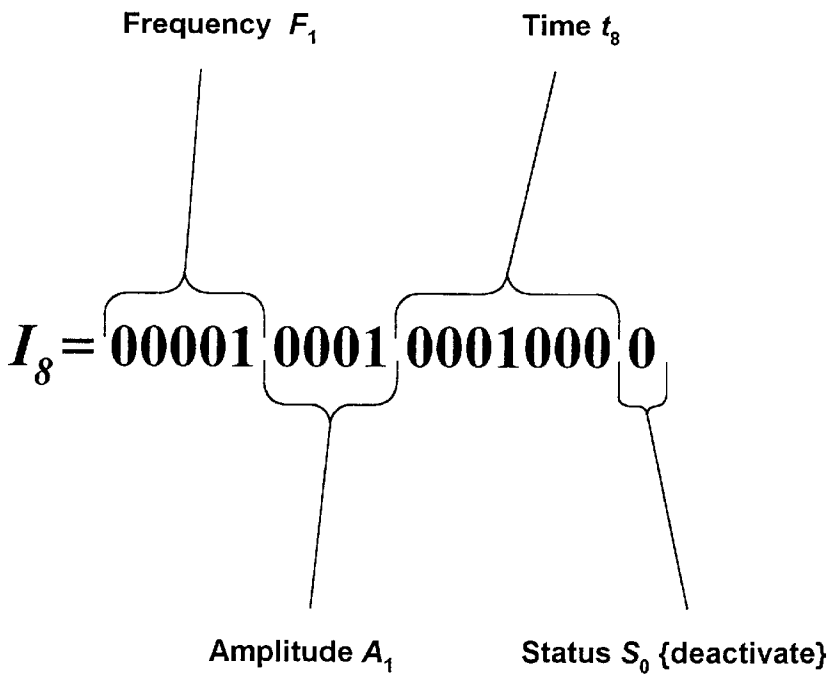 Frequency F₁ Time t₈
I₈ = 00001 0001 0001000 0
Amplitude A₁ Status S₀ {deactivate}